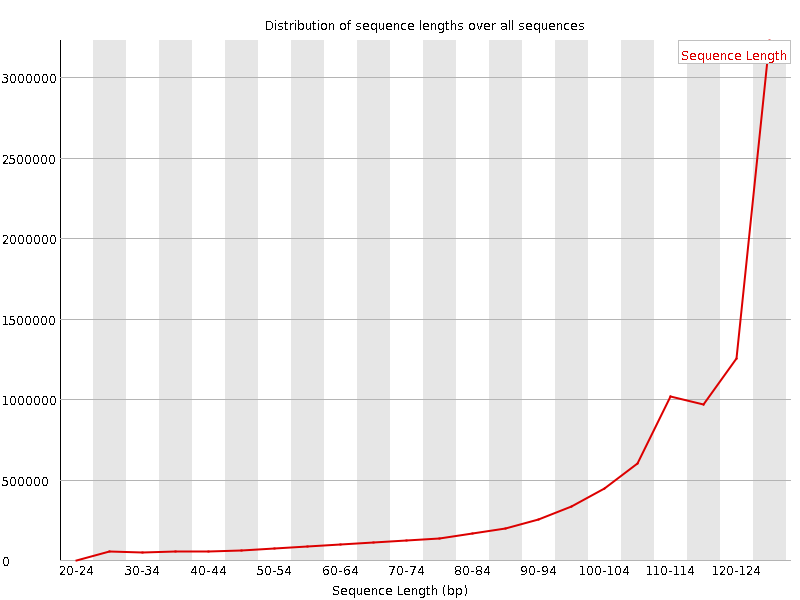 Distribution of sequence lengths over all sequences
Sequence Length
3000000
2500000
2000000
1500000
1000000
500000
0
20-24 30-34 40-44 50-54 60-64 70-74 80-84 90-94 100-104 110-114 120-124
Sequence Length (bp)